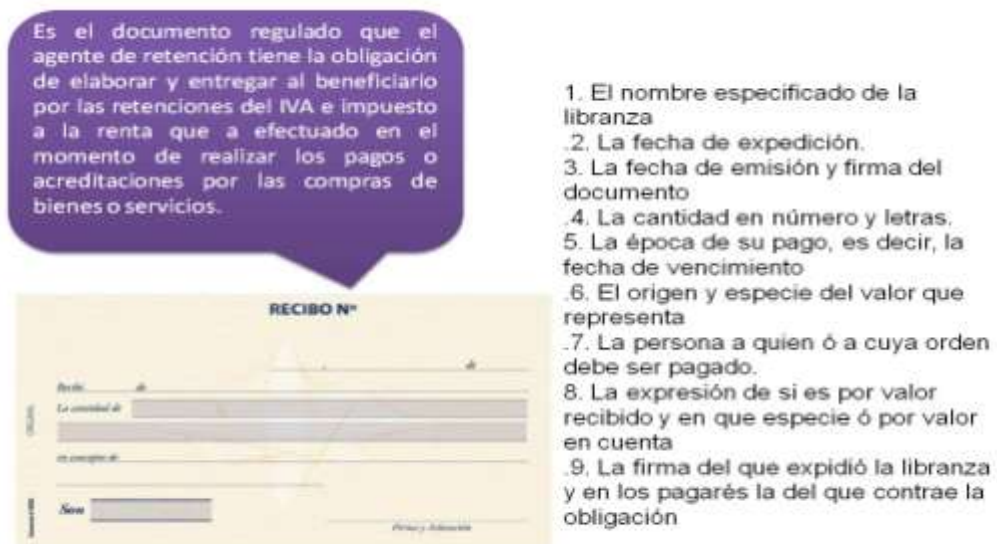 Es el documento regulado que el
agente de retención tiene la obligación
de elaborar y entregar al beneficiario
por las retenciones del IVA e impuesto
a la renta que a efectuado en el
momento de realizar los pagos o
acreditaciones por las compras de
bienes o servicios.
RECIBO Nº
de
Recibí de
La cantidad de
en concepto de
Son
Firma y Aclaración
1. El nombre especificado de la
libranza
.2. La fecha de expedición.
3. La fecha de emisión y firma del
documento
.4. La cantidad en número y letras.
5. La época de su pago, es decir, la
fecha de vencimiento
.6. El origen y especie del valor que
representa
.7. La persona a quien ó a cuya orden
debe ser pagado.
8. La expresión de si es por valor
recibido y en que especie ó por valor
en cuenta
.9. La firma del que expidió la libranza
y en los pagarés la del que contrae la
obligación